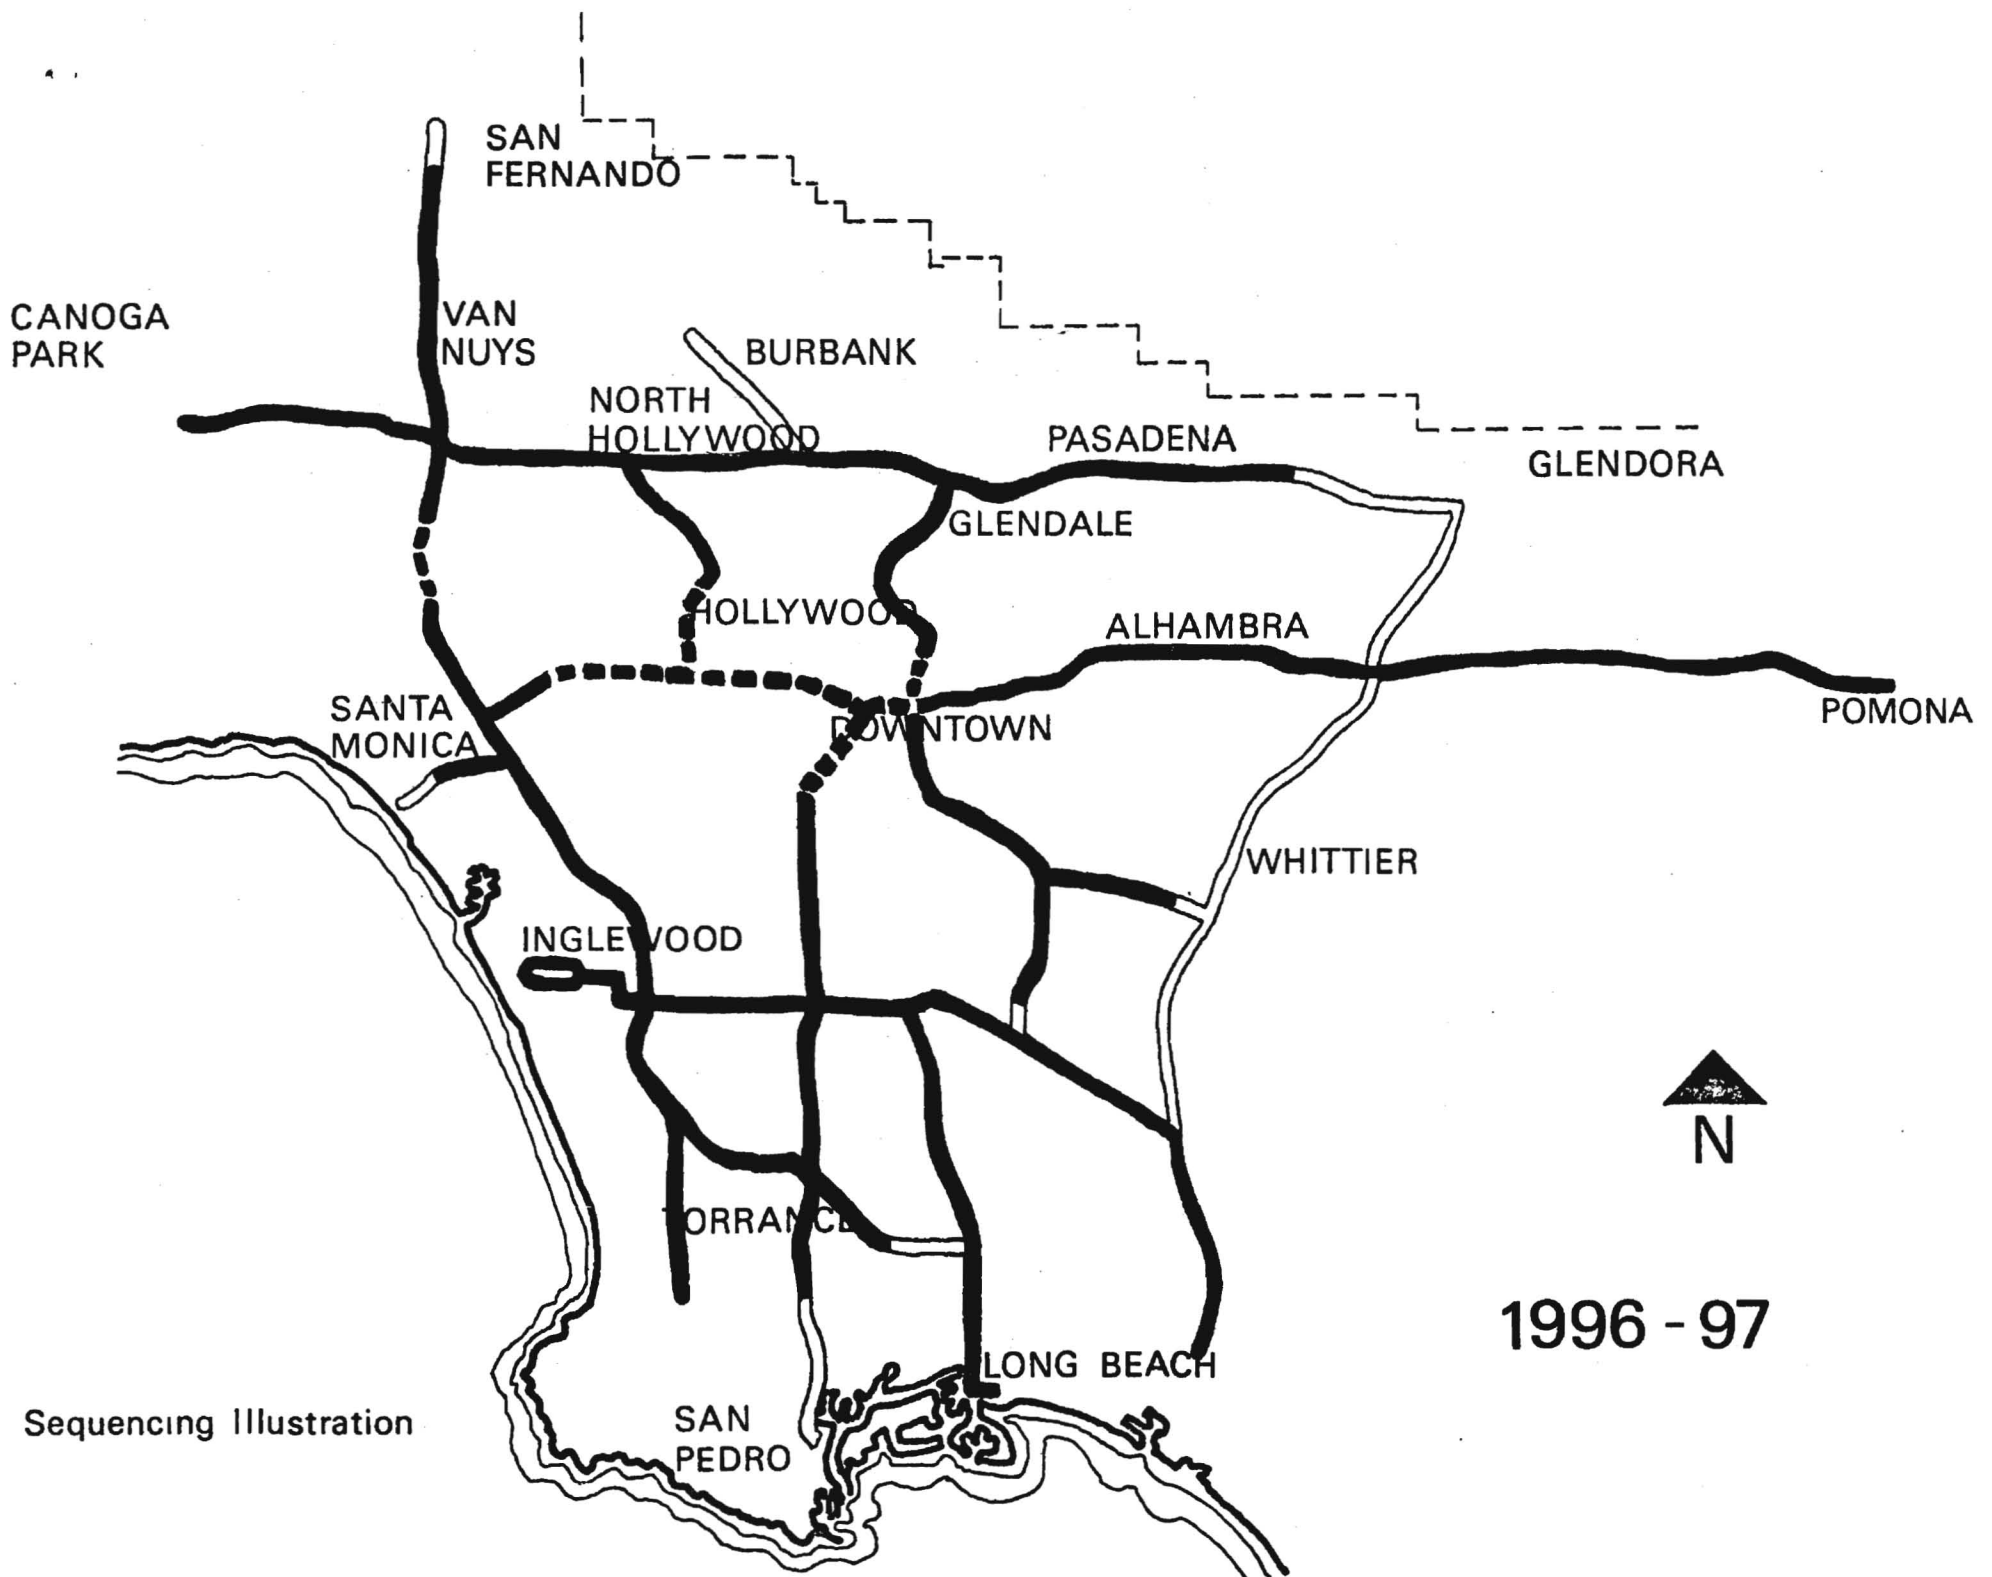 SAN
FERNANDO
CANOGA
PARK
VAN
NUYS
BURBANK
NORTH
HOLLYWOOD
PASADENA
GLENDORA
GLENDALE
HOLLYWOOD
ALHAMBRA
SANTA
MONICA
DOWNTOWN
POMONA
WHITTIER
INGLEWOOD
N
TORRANCE
1996-97
LONG BEACH
SAN
PEDRO
Sequencing Illustration